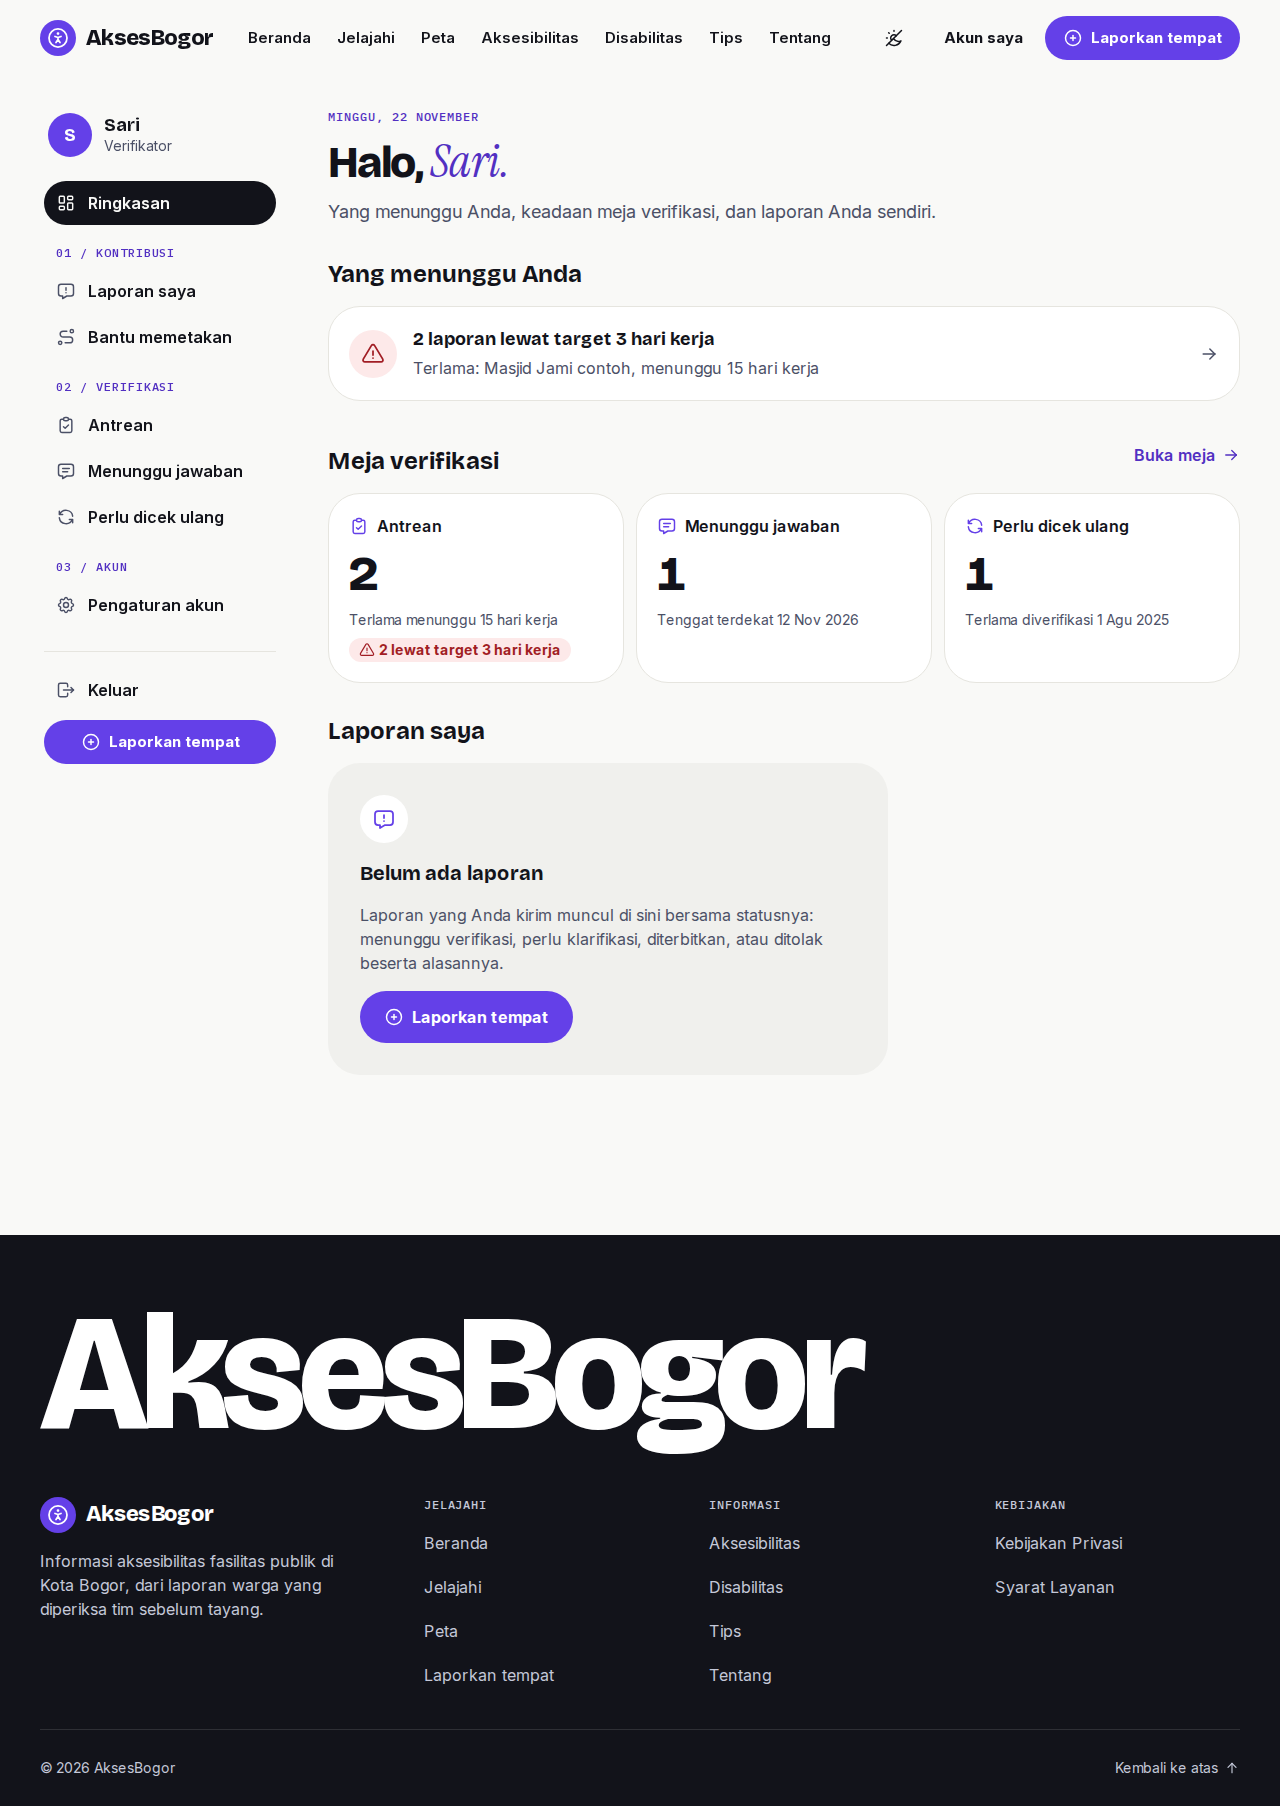 AksesBogor
Beranda
Jelajahi
Peta
Aksesibilitas
Disabilitas
Tips
Tentang
Akun saya
Laporkan tempat
S
Sari
Verifikator
Ringkasan
01 / KONTRIBUSI
Laporan saya
Bantu memetakan
02 / VERIFIKASI
Antrean
Menunggu jawaban
Perlu dicek ulang
03 / AKUN
Pengaturan akun
Keluar
Laporkan tempat
MINGGU, 22 NOVEMBER
Halo, Sari.
Yang menunggu Anda, keadaan meja verifikasi, dan laporan Anda sendiri.
Yang menunggu Anda
2 laporan lewat target 3 hari kerja
Terlama: Masjid Jami contoh, menunggu 15 hari kerja
Meja verifikasi
Buka meja
Antrean
2
Terlama menunggu 15 hari kerja
2 lewat target 3 hari kerja
Menunggu jawaban
1
Tenggat terdekat 12 Nov 2026
Perlu dicek ulang
1
Terlama diverifikasi 1 Agu 2025
Laporan saya
Belum ada laporan
Laporan yang Anda kirim muncul di sini bersama statusnya:
menunggu verifikasi, perlu klarifikasi, diterbitkan, atau ditolak
beserta alasannya.
Laporkan tempat
AksesBogor
AksesBogor
Informasi aksesibilitas fasilitas publik di
Kota Bogor, dari laporan warga yang
diperiksa tim sebelum tayang.
JELAJAHI
Beranda
Jelajahi
Peta
Laporkan tempat
INFORMASI
Aksesibilitas
Disabilitas
Tips
Tentang
KEBIJAKAN
Kebijakan Privasi
Syarat Layanan
© 2026 AksesBogor
Kembali ke atas ↑